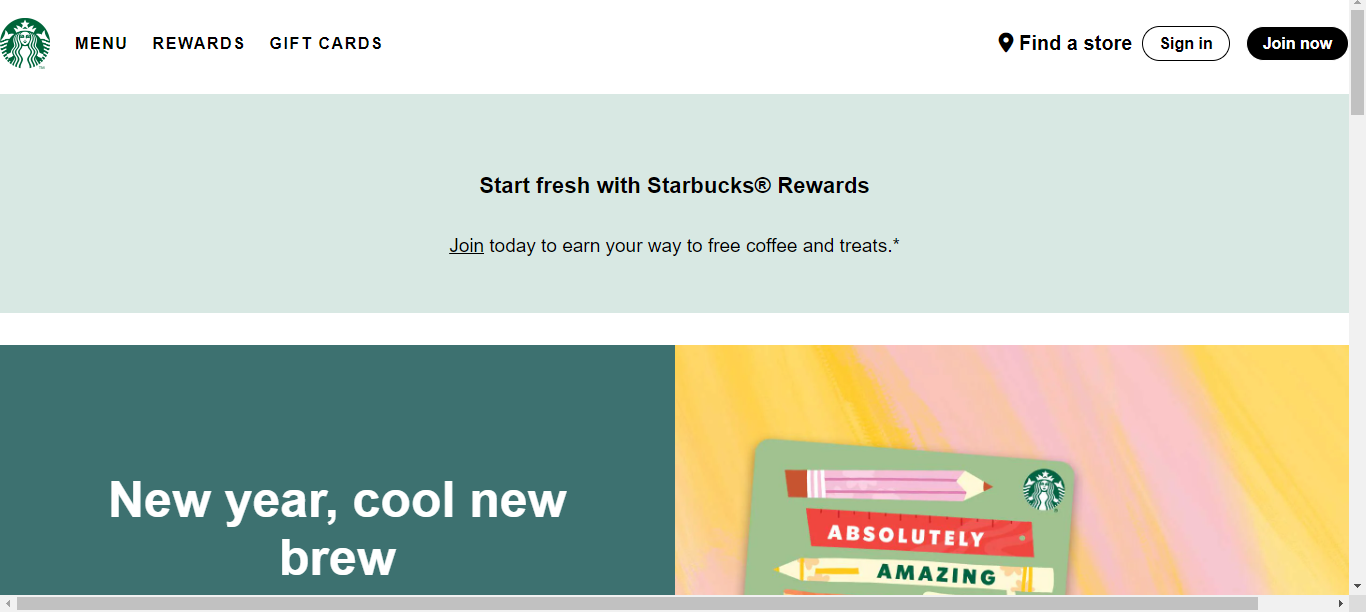 MENU REWARDS GIFT CARDS Find a store Sign in Join now
Start fresh with Starbucks® Rewards
Join today to earn your way to free coffee and treats.*
New year, cool new
brew
ABSOLUTELY
AMAZING